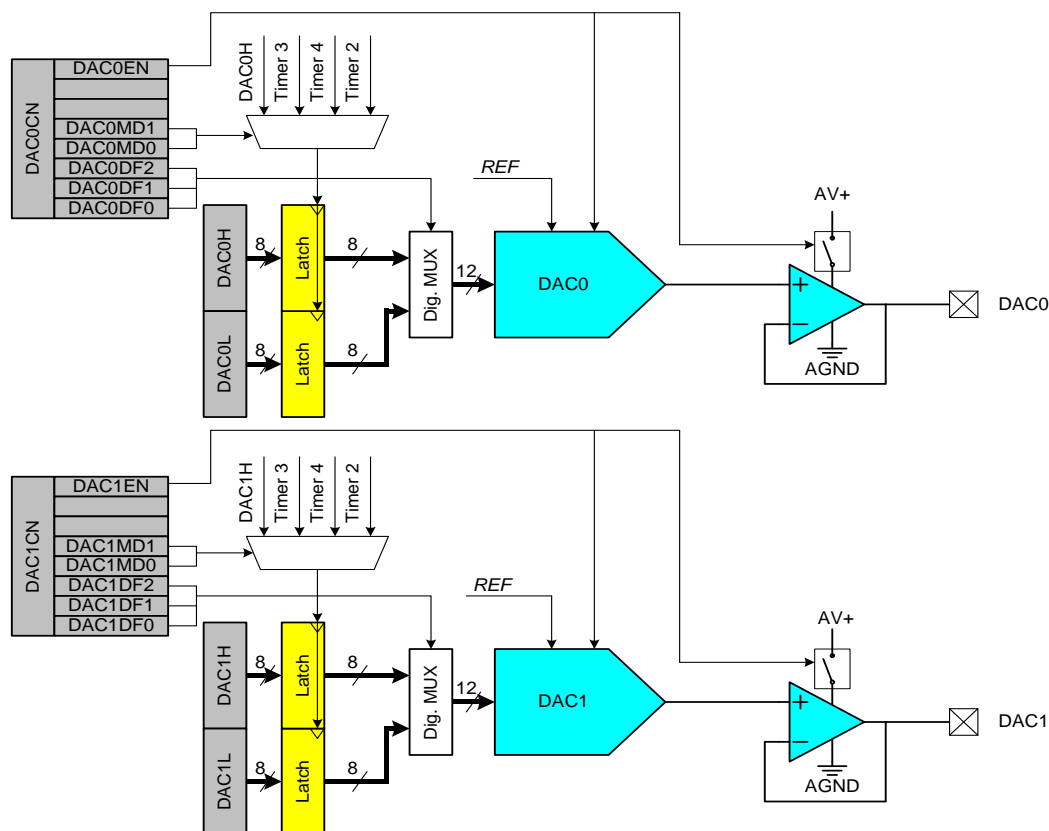 DAC0EN
DAC0MD1
DAC0MD0
DAC0DF2
DAC0DF1
DAC0DF0
DAC0CN
DAC0H
Timer 3
Timer 4
Timer 2
REF
AV+
DAC0H
8
Latch
8
Dig. MUX
12
DAC0
+
−
DAC0
DAC0L
8
Latch
8
AGND
DAC1EN
DAC1MD1
DAC1MD0
DAC1DF2
DAC1DF1
DAC1DF0
DAC1CN
DAC1H
Timer 3
Timer 4
Timer 2
REF
AV+
DAC1H
8
Latch
8
Dig. MUX
12
DAC1
+
−
DAC1
DAC1L
8
Latch
8
AGND